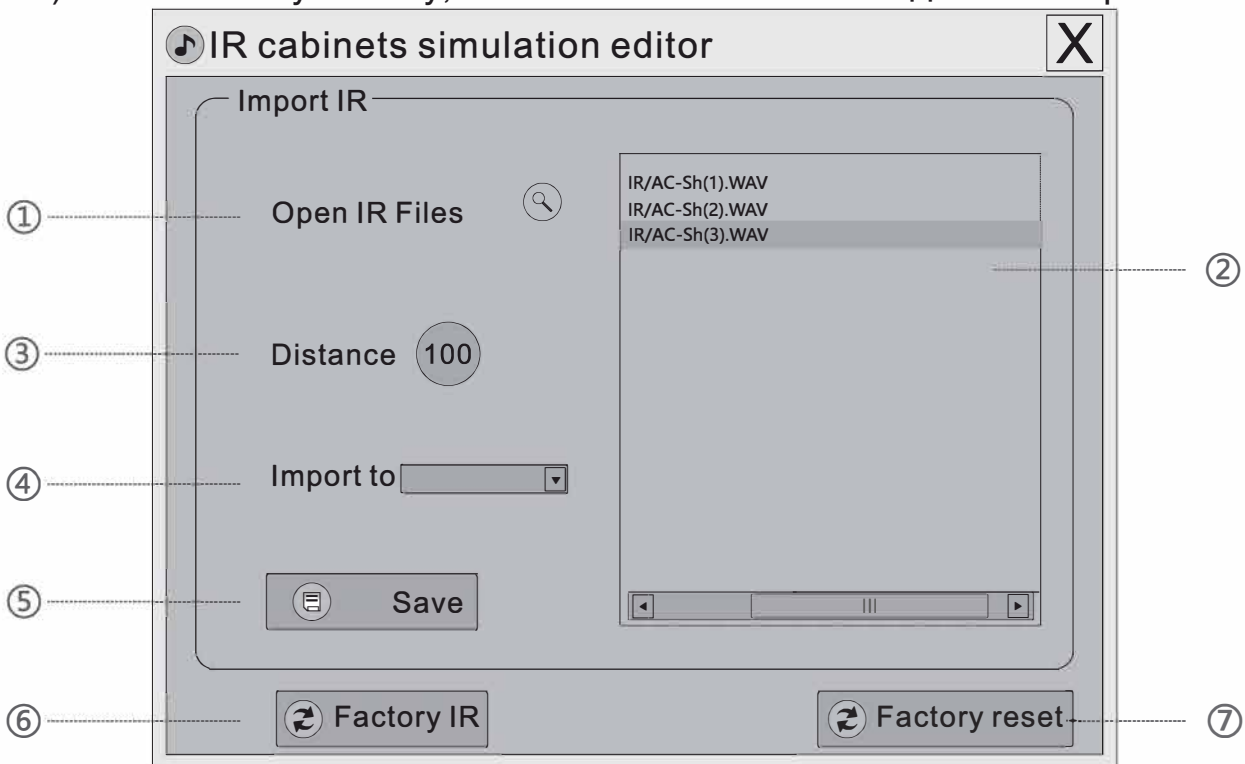 IR cabinets simulation editor X
Import IR
IR/AC-Sh(1).WAV
① Open IR Files
IR/AC-Sh(2).WAV
IR/AC-Sh(3).WAV
②
③ Distance 100
④ Import to
⑤ Save
⑥ Factory IR
Factory reset ⑦